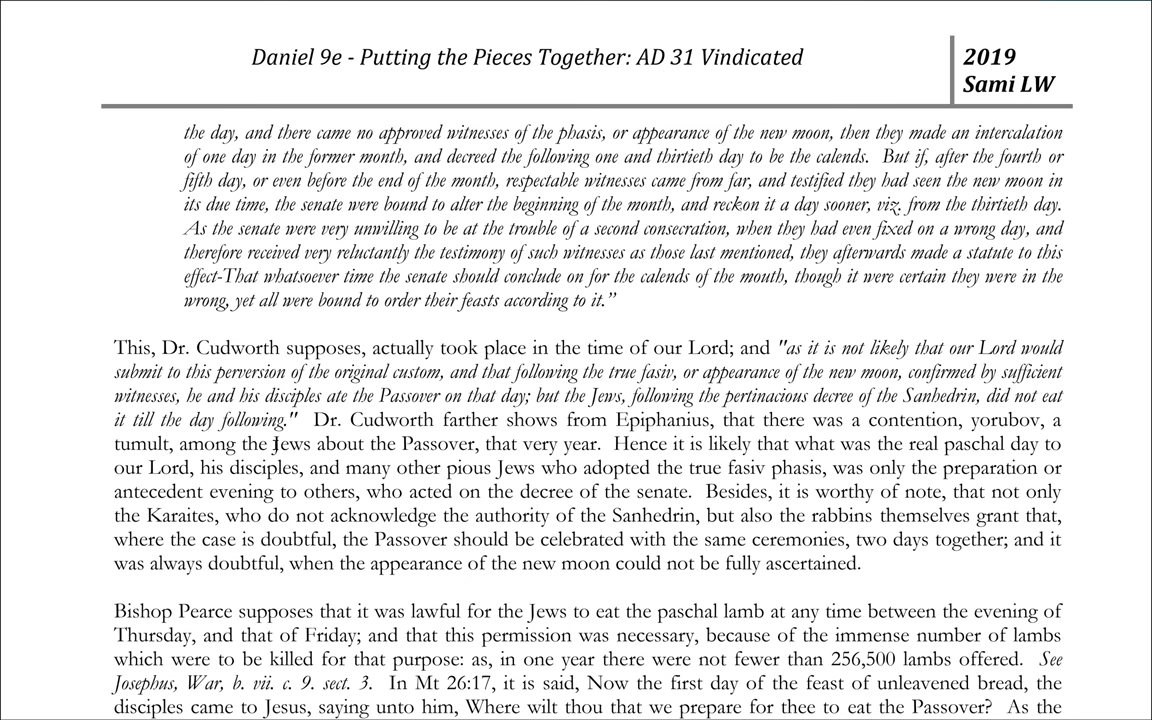 Daniel 9e - Putting the Pieces Together: AD 31 Vindicated
2019
Sami LW
the day, and there came no approved witnesses of the phasis, or appearance of the new moon, then they made an intercalation
of one day in the former month, and decreed the following one and thirtieth day to be the calends.  But if, after the fourth or
fifth day, or even before the end of the month, respectable witnesses came from far, and testified they had seen the new moon in
its due time, the senate were bound to alter the beginning of the month, and reckon it a day sooner, viz. from the thirtieth day.
As the senate were very unwilling to be at the trouble of a second consecration, when they had even fixed on a wrong day, and
therefore received very reluctantly the testimony of such witnesses as those last mentioned, they afterwards made a statute to this
effect-That whatsoever time the senate should conclude on for the calends of the mouth, though it were certain they were in the
wrong, yet all were bound to order their feasts according to it.”
This, Dr. Cudworth supposes, actually took place in the time of our Lord; and "as it is not likely that our Lord would
submit to this perversion of the original custom, and that following the true fasiv, or appearance of the new moon, confirmed by sufficient
witnesses, he and his disciples ate the Passover on that day; but the Jews, following the pertinacious decree of the Sanhedrin, did not eat
it till the day following."  Dr. Cudworth farther shows from Epiphanius, that there was a contention, yorubov, a
tumult, among the Jews about the Passover, that very year.  Hence it is likely that what was the real paschal day to
our Lord, his disciples, and many other pious Jews who adopted the true fasiv phasis, was only the preparation or
antecedent evening to others, who acted on the decree of the senate.  Besides, it is worthy of note, that not only
the Karaites, who do not acknowledge the authority of the Sanhedrin, but also the rabbins themselves grant that,
where the case is doubtful, the Passover should be celebrated with the same ceremonies, two days together; and it
was always doubtful, when the appearance of the new moon could not be fully ascertained.
Bishop Pearce supposes that it was lawful for the Jews to eat the paschal lamb at any time between the evening of
Thursday, and that of Friday; and that this permission was necessary, because of the immense number of lambs
which were to be killed for that purpose: as, in one year there were not fewer than 256,500 lambs offered.  See
Josephus, War, b. vii. c. 9. sect. 3.  In Mt 26:17, it is said, Now the first day of the feast of unleavened bread, the
disciples came to Jesus, saying unto him, Where wilt thou that we prepare for thee to eat the Passover?  As the